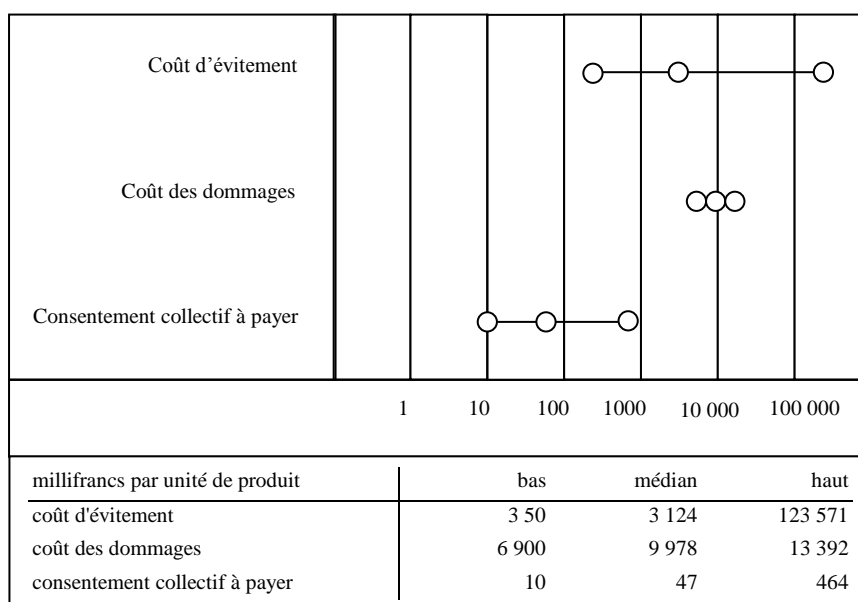 Coût d’évitement
Coût des dommages
Consentement collectif à payer
1 10 100 1000 10 000 100 000
millifrancs par unité de produit bas médian haut
coût d'évitement 3 50 3 124 123 571
coût des dommages 6 900 9 978 13 392
consentement collectif à payer 10 47 464